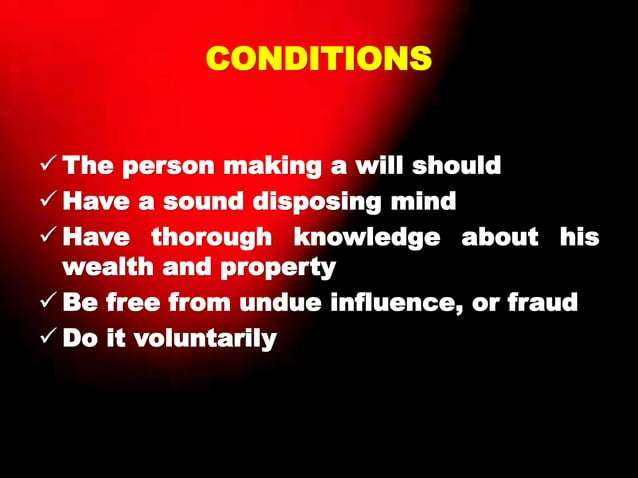 CONDITIONS
✓ The person making a will should
✓ Have a sound disposing mind
✓ Have thorough knowledge about his
wealth and property
✓ Be free from undue influence, or fraud
✓ Do it voluntarily